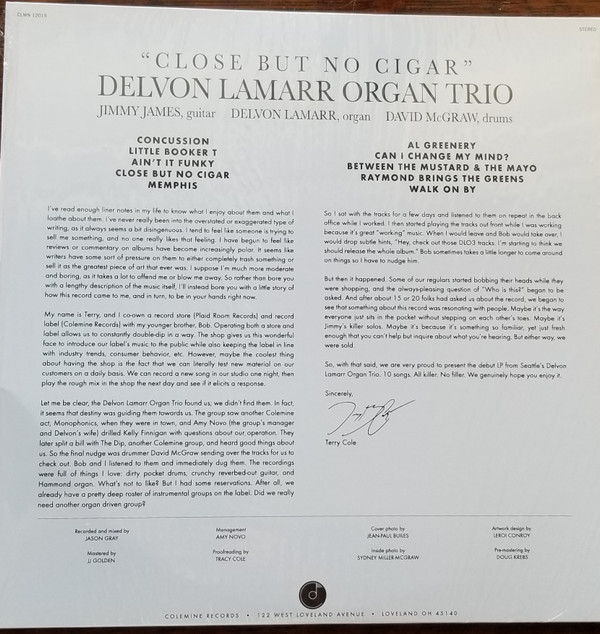 CLMN-12019
STEREO
"CLOSE BUT NO CIGAR"
DELVON LAMARR ORGAN TRIO
JIMMY JAMES, guitar DELVON LAMARR, organ DAVID McGRAW, drums
CONCUSSION
LITTLE BOOKER T
AIN'T IT FUNKY
CLOSE BUT NO CIGAR
MEMPHIS
AL GREENERY
CAN I CHANGE MY MIND?
BETWEEN THE MUSTARD & THE MAYO
RAYMOND BRINGS THE GREENS
WALK ON BY
I've read enough liner notes in my life to know what I enjoy about them and what I
loathe about them. I've never really been into the overstated or exaggerated type of
writing, as it always seems a bit disingenuous. I tend to feel like someone is trying to
sell me something, and no one really likes that feeling. I have begun to feel like
reviews or commentary on albums have become increasingly polar. It seems like
writers have some sort of pressure on them to either completely trash something or
sell it as the greatest piece of art that ever was. I suppose I'm much more moderate
and boring, as it takes a lot to offend me or blow me away. So rather than bore you
with a lengthy description of the music itself, I'll instead bore you with a little story of
how this record came to me, and in turn, to be in your hands right now.
My name is Terry, and I co-own a record store (Plaid Room Records) and record
label (Colemine Records) with my younger brother, Bob. Operating both a store and
label allows us to constantly double-dip in a way. The shop gives us this wonderful
face to introduce our label's music to the public while also keeping the label in line
with industry trends, consumer behavior, etc. However, maybe the coolest thing
about having the shop is the fact that we can literally test new material on our
customers on a daily basis. We can record a new song in our studio one night, then
play the rough mix in the shop the next day and see if it elicits a response.
Let me be clear, the Delvon Lamarr Organ Trio found us; we didn't find them. In fact,
it seems that destiny was guiding them towards us. The group saw another Colemine
act, Monophonics, when they were in town, and Amy Novo (the group's manager
and Delvon's wife) drilled Kelly Finnigan with questions about our operation. They
later split a bill with The Dip, another Colemine group, and heard good things about
us. So the final nudge was drummer David McGraw sending over the tracks for us to
check out. Bob and I listened to them and immediately dug them. The recordings
were full of things I love: dirty pocket drums, crunchy reverbed-out guitar, and
Hammond organ. What's not to like? But I had some reservations. After all, we
already have a pretty deep roster of instrumental groups on the label. Did we really
need another organ driven group?
So I sat with the tracks for a few days and listened to them on repeat in the back
office while I worked. I then started playing the tracks out front while I was working
because it's great "working" music. When I would leave and Bob would take over, I
would drop subtle hints, "Hey, check out those DLO3 tracks. I'm starting to think we
should release the whole album." Bob sometimes takes a little longer to come around
on things so I have to nudge him.
But then it happened. Some of our regulars started bobbing their heads while they
were shopping, and the always-pleasing question of "Who is this?" began to be
asked. And after about 15 or 20 folks had asked us about the record, we began to
see that something about this record was resonating with people. Maybe it's the way
everyone just sits in the pocket without stepping on each other's toes. Maybe it's
Jimmy's killer solos. Maybe it's because it's something so familiar, yet just fresh
enough that you can't help but inquire about what you're hearing. But either way, we
were sold.
So, with that said, we are very proud to present the debut LP from Seattle's Delvon
Lamarr Organ Trio. 10 songs. All killer. No filler. We genuinely hope you enjoy it.
Sincerely,
Terry Cole
Recorded and mixed by
JASON GRAY
Management
AMY NOVO
Cover photo by
JEAN-PAUL BUILES
Artwork design by
LEROI CONROY
Mastered by
JJ GOLDEN
Proofreading by
TRACY COLE
Inside photo by
SYDNEY MILLER-MCGRAW
Pre-mastering by
DOUG KREBS
COLEMINE RECORDS • 122 WEST LOVELAND AVENUE • LOVELAND OH 45140